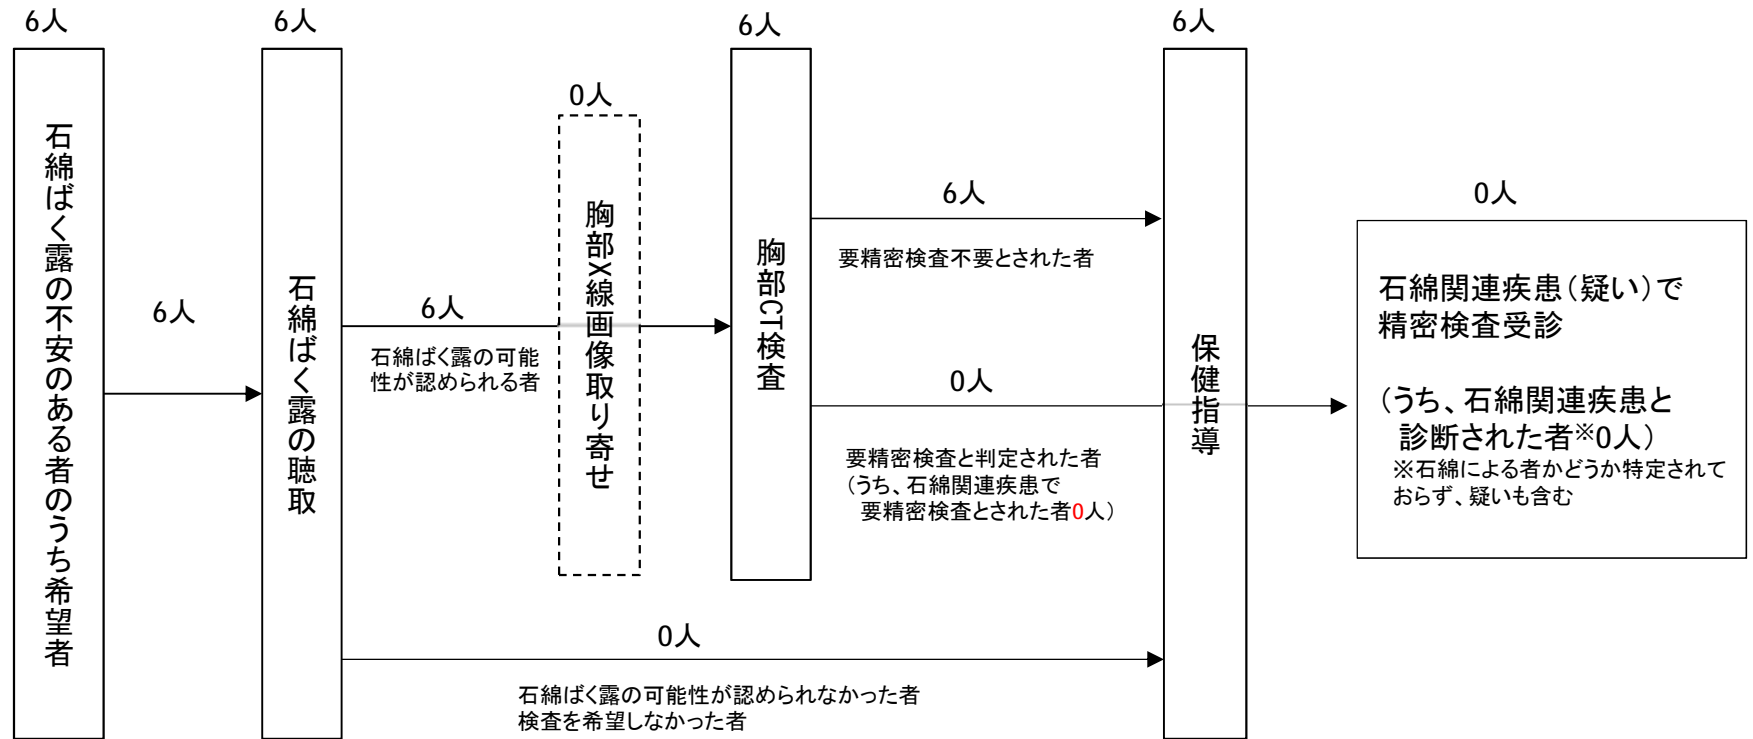 6人
石綿ばく露の不安のある者のうち希望者
6人
6人
石綿ばく露の聴取
6人
石綿ばく露の可能
性が認められる者
0人
胸部X線画像取り寄せ
6人
胸部CT検査
6人
要精密検査不要とされた者
0人
要精密検査と判定された者
（うち、石綿関連疾患で
要精密検査とされた者0人）
0人
石綿ばく露の可能性が認められなかった者
検査を希望しなかった者
6人
保健指導
0人
石綿関連疾患（疑い）で
精密検査受診
（うち、石綿関連疾患と
診断された者※0人）
※石綿による者かどうか特定されて
おらず、疑いも含む